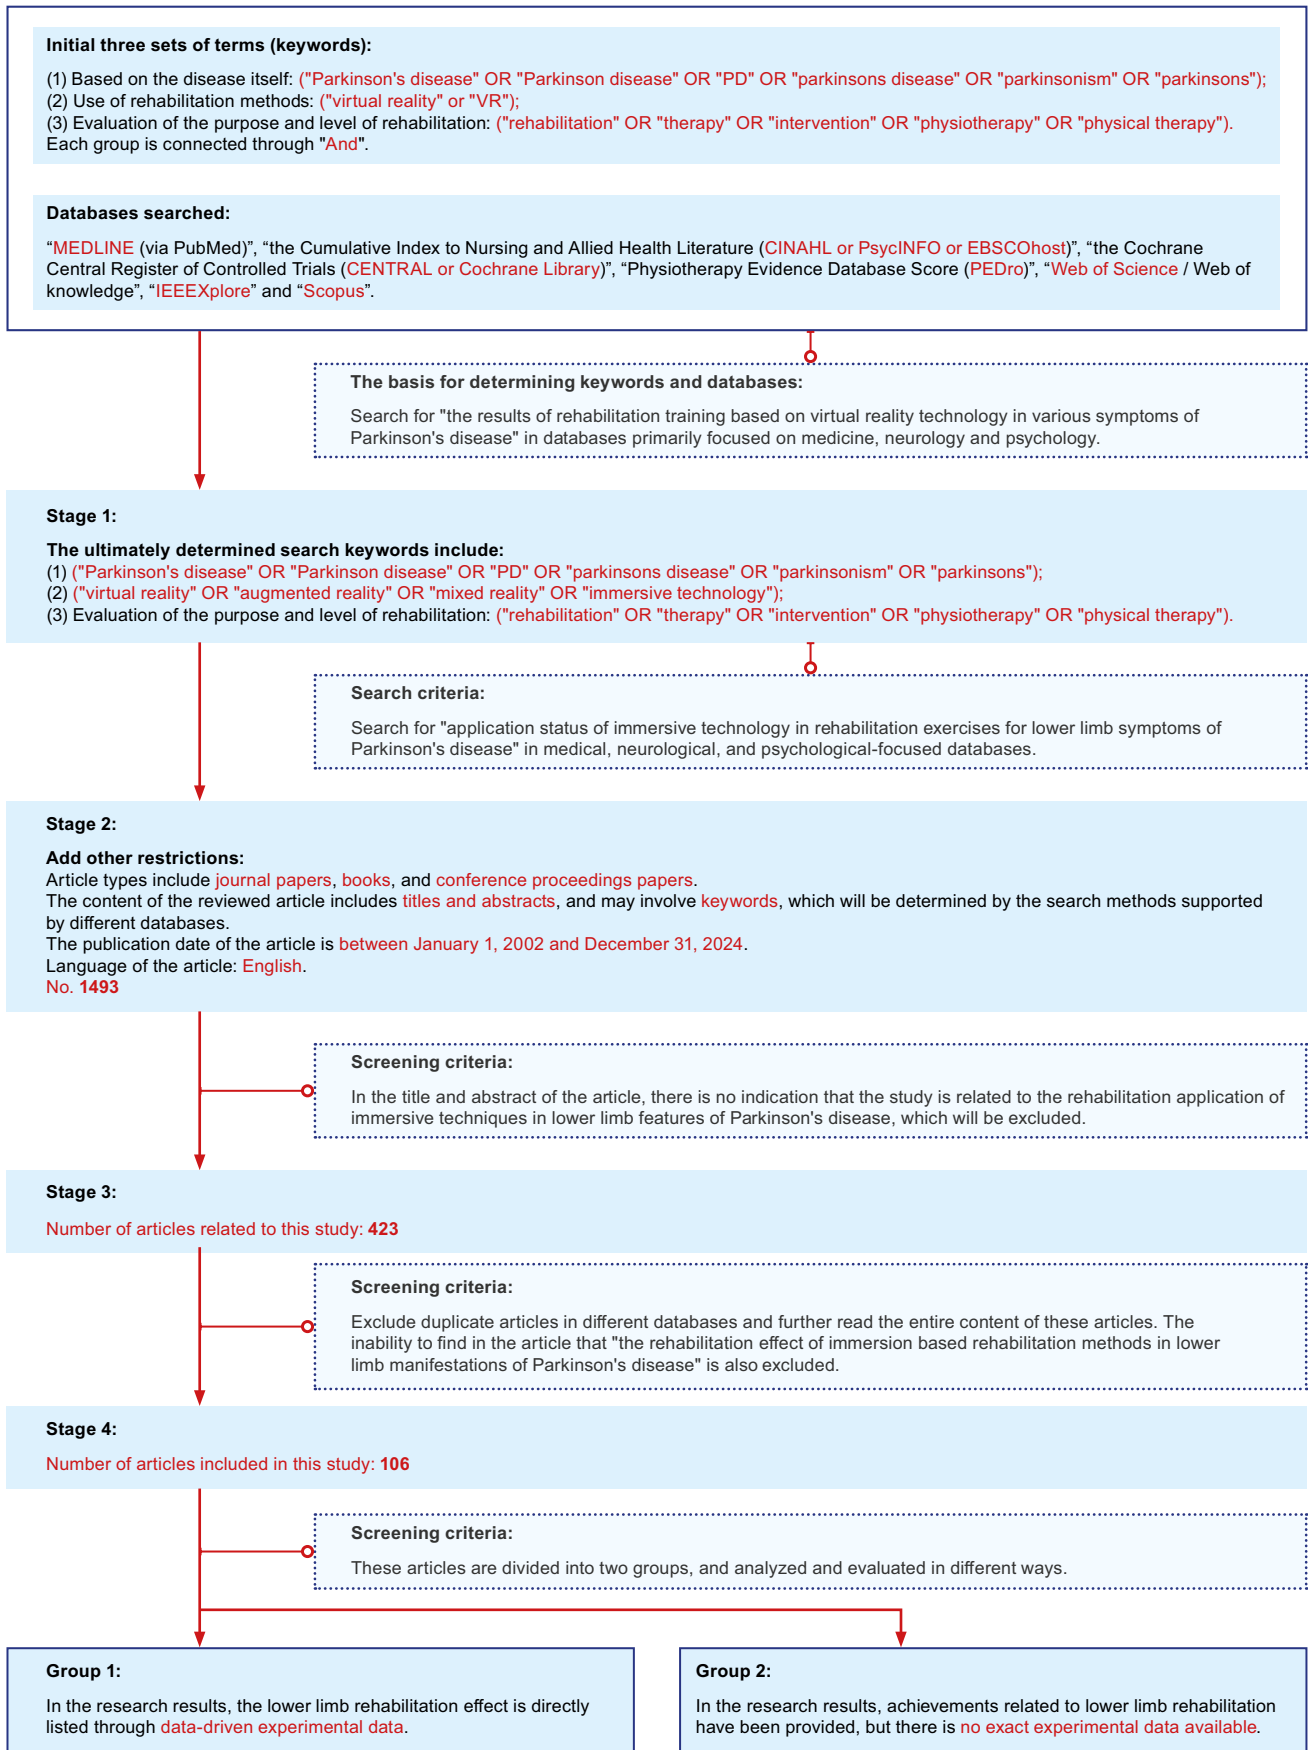 Initial three sets of terms (keywords):
(1) Based on the disease itself: ("Parkinson's disease" OR "Parkinson disease" OR "PD" OR "parkinsons disease" OR "parkinsonism" OR "parkinsons");
(2) Use of rehabilitation methods: ("virtual reality" or "VR");
(3) Evaluation of the purpose and level of rehabilitation: ("rehabilitation" OR "therapy" OR "intervention" OR "physiotherapy" OR "physical therapy").
Each group is connected through "And".
Databases searched:
“MEDLINE (via PubMed)”, “the Cumulative Index to Nursing and Allied Health Literature (CINAHL or PsycINFO or EBSCOhost)”, “the Cochrane
Central Register of Controlled Trials (CENTRAL or Cochrane Library)”, “Physiotherapy Evidence Database Score (PEDro)”, “Web of Science / Web of
knowledge”, “IEEEXplore” and “Scopus”.
The basis for determining keywords and databases:
Search for "the results of rehabilitation training based on virtual reality technology in various symptoms of
Parkinson's disease" in databases primarily focused on medicine, neurology and psychology.
Stage 1:
The ultimately determined search keywords include:
(1) ("Parkinson's disease" OR "Parkinson disease" OR "PD" OR "parkinsons disease" OR "parkinsonism" OR "parkinsons");
(2) ("virtual reality" OR "augmented reality" OR "mixed reality" OR "immersive technology");
(3) Evaluation of the purpose and level of rehabilitation: ("rehabilitation" OR "therapy" OR "intervention" OR "physiotherapy" OR "physical therapy").
Search criteria:
Search for "application status of immersive technology in rehabilitation exercises for lower limb symptoms of
Parkinson's disease" in medical, neurological, and psychological-focused databases.
Stage 2:
Add other restrictions:
Article types include journal papers, books, and conference proceedings papers.
The content of the reviewed article includes titles and abstracts, and may involve keywords, which will be determined by the search methods supported
by different databases.
The publication date of the article is between January 1, 2002 and December 31, 2024.
Language of the article: English.
No. 1493
Screening criteria:
In the title and abstract of the article, there is no indication that the study is related to the rehabilitation application of
immersive techniques in lower limb features of Parkinson's disease, which will be excluded.
Stage 3:
Number of articles related to this study: 423
Screening criteria:
Exclude duplicate articles in different databases and further read the entire content of these articles. The
inability to find in the article that "the rehabilitation effect of immersion based rehabilitation methods in lower
limb manifestations of Parkinson's disease" is also excluded.
Stage 4:
Number of articles included in this study: 106
Screening criteria:
These articles are divided into two groups, and analyzed and evaluated in different ways.
Group 1:
In the research results, the lower limb rehabilitation effect is directly
listed through data-driven experimental data.
Group 2:
In the research results, achievements related to lower limb rehabilitation
have been provided, but there is no exact experimental data available.